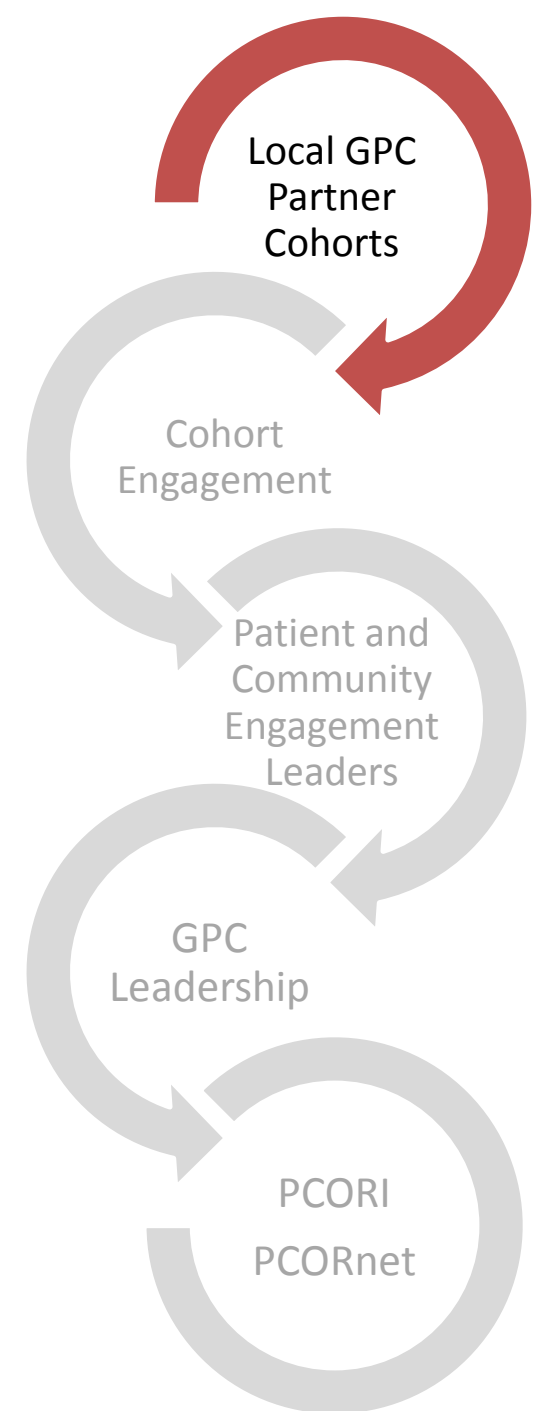 Local GPC
Partner
Cohorts
Cohort
Engagement
Patient and
Community
Engagement
Leaders
GPC
Leadership
PCORI
PCORnet